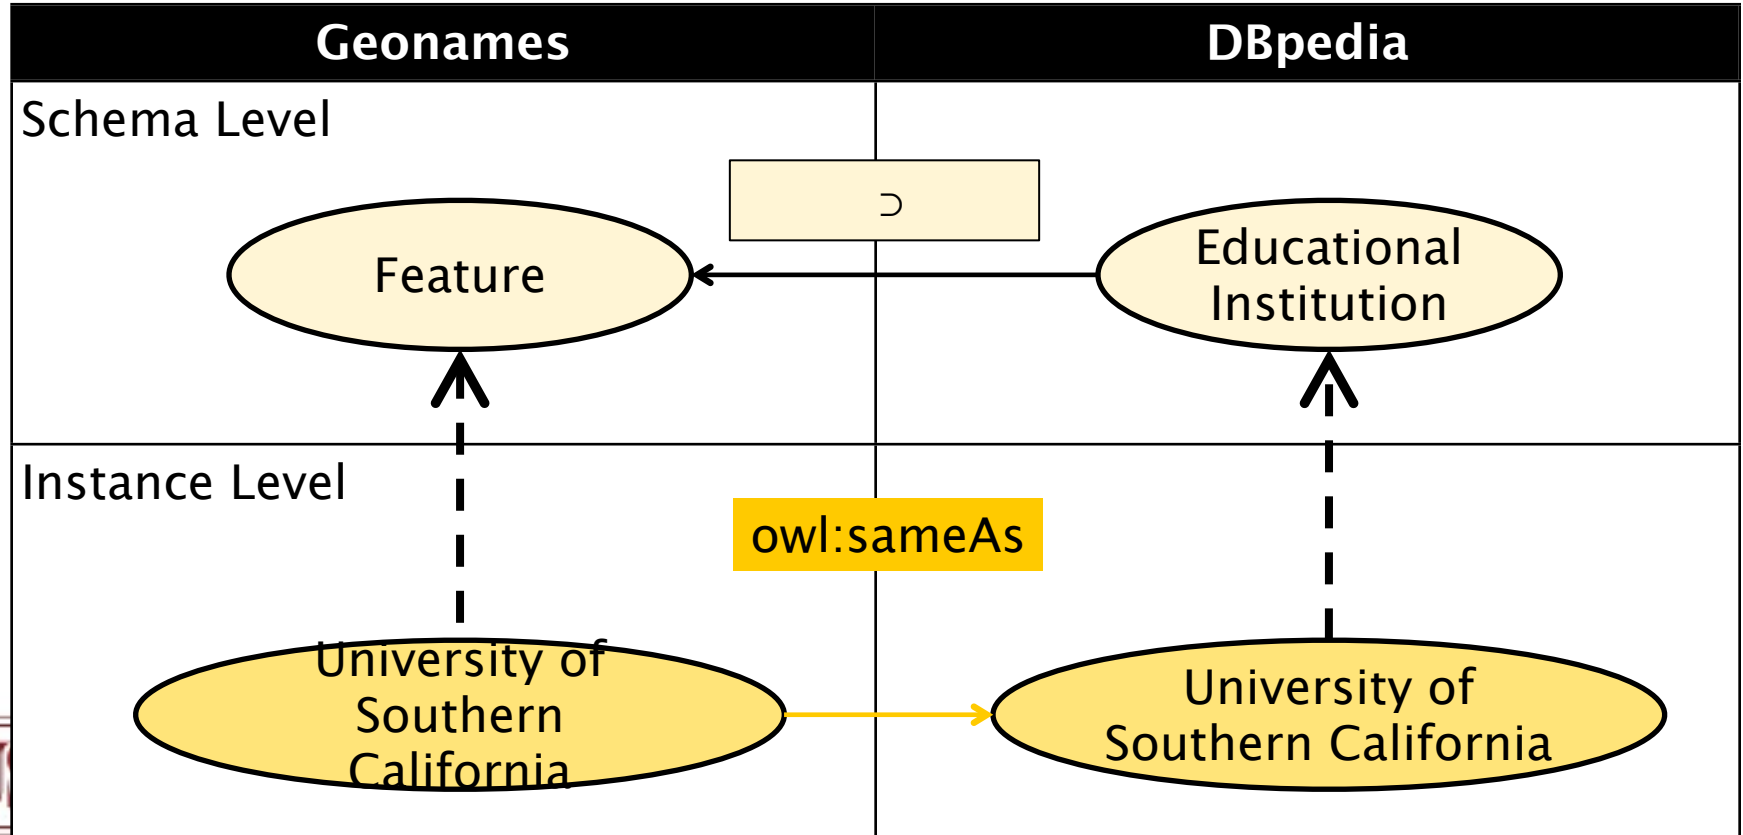 Geonames
DBpedia
Schema Level
⊃
Feature
Educational
Institution
Instance Level
owl:sameAs
University of
Southern
California
University of
Southern California